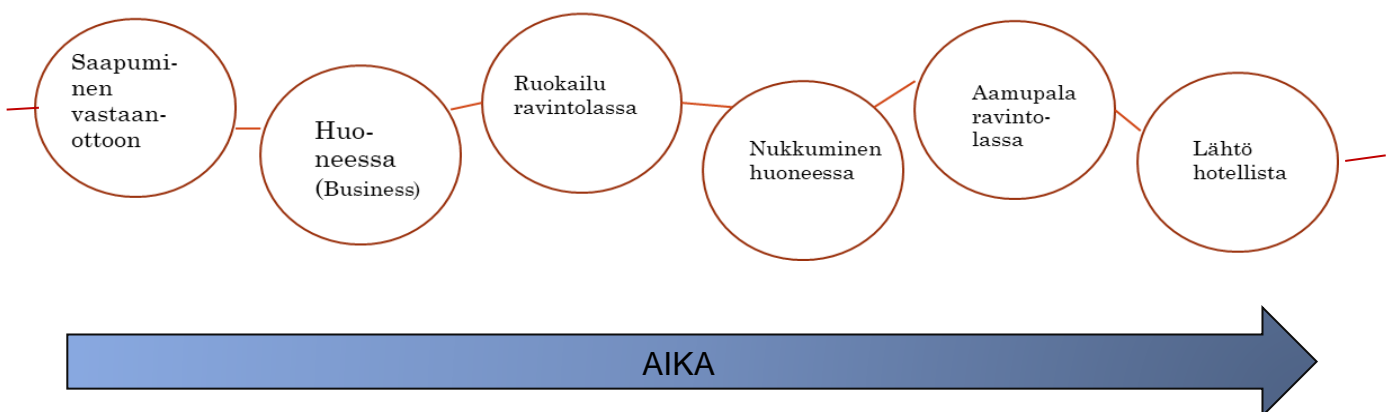 Saapumi-
nen
vastaan-
ottoon
Huo-
neessa
(Business)
Ruokailu
ravintolassa
Nukkuminen
huoneessa
Aamupala
ravinto-
lassa
Lähtö
hotellista
AIKA